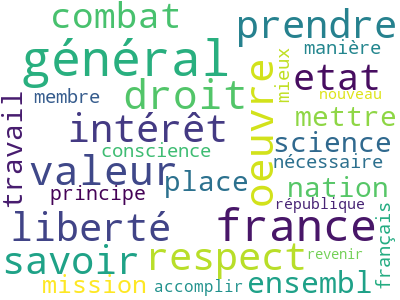 combat
prendre
manière
général
etat
mieux
membre
nouveau
droit
oeuvre
travail
intérêt
mettre
science
conscience
nécessaire
valeur
place
nation
principe
république
liberté
france
français
savoir
respect
revenir
mission
accomplir
ensembl